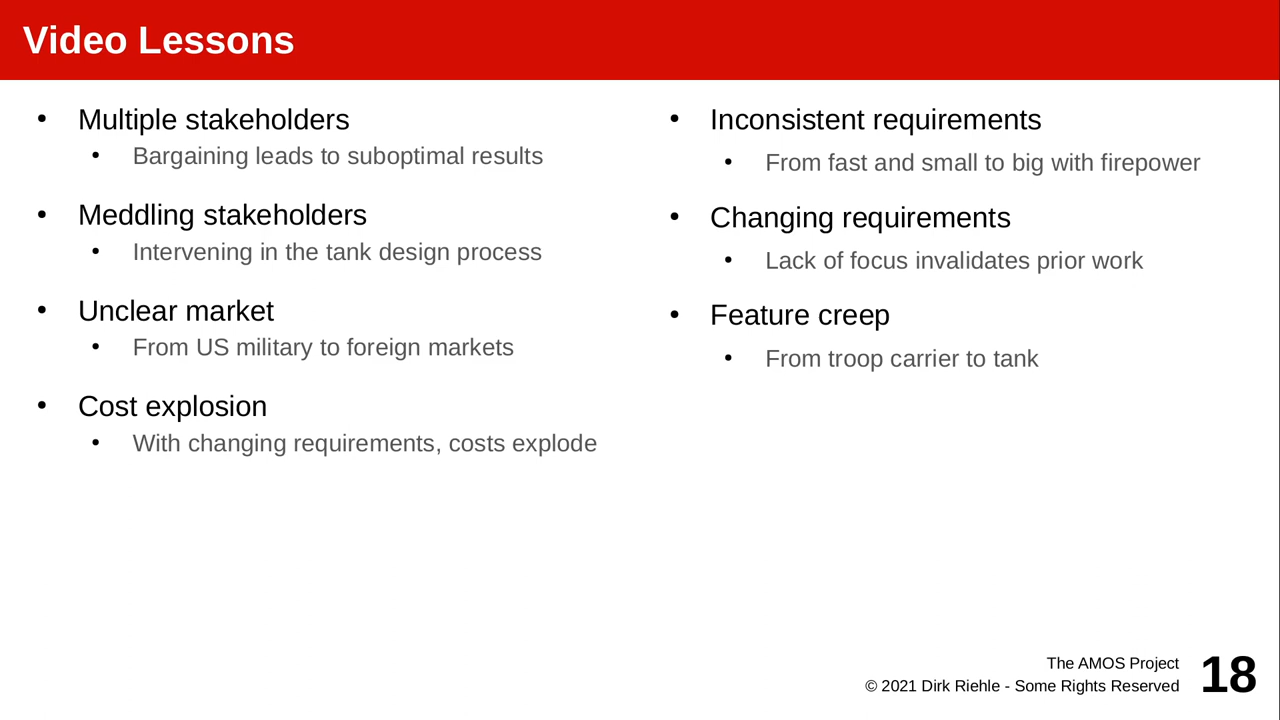 Video Lessons
• Multiple stakeholders
• Bargaining leads to suboptimal results
• Meddling stakeholders
• Intervening in the tank design process
• Unclear market
• From US military to foreign markets
• Cost explosion
• With changing requirements, costs explode
• Inconsistent requirements
• From fast and small to big with firepower
• Changing requirements
• Lack of focus invalidates prior work
• Feature creep
• From troop carrier to tank
The AMOS Project
© 2021 Dirk Riehle - Some Rights Reserved
18